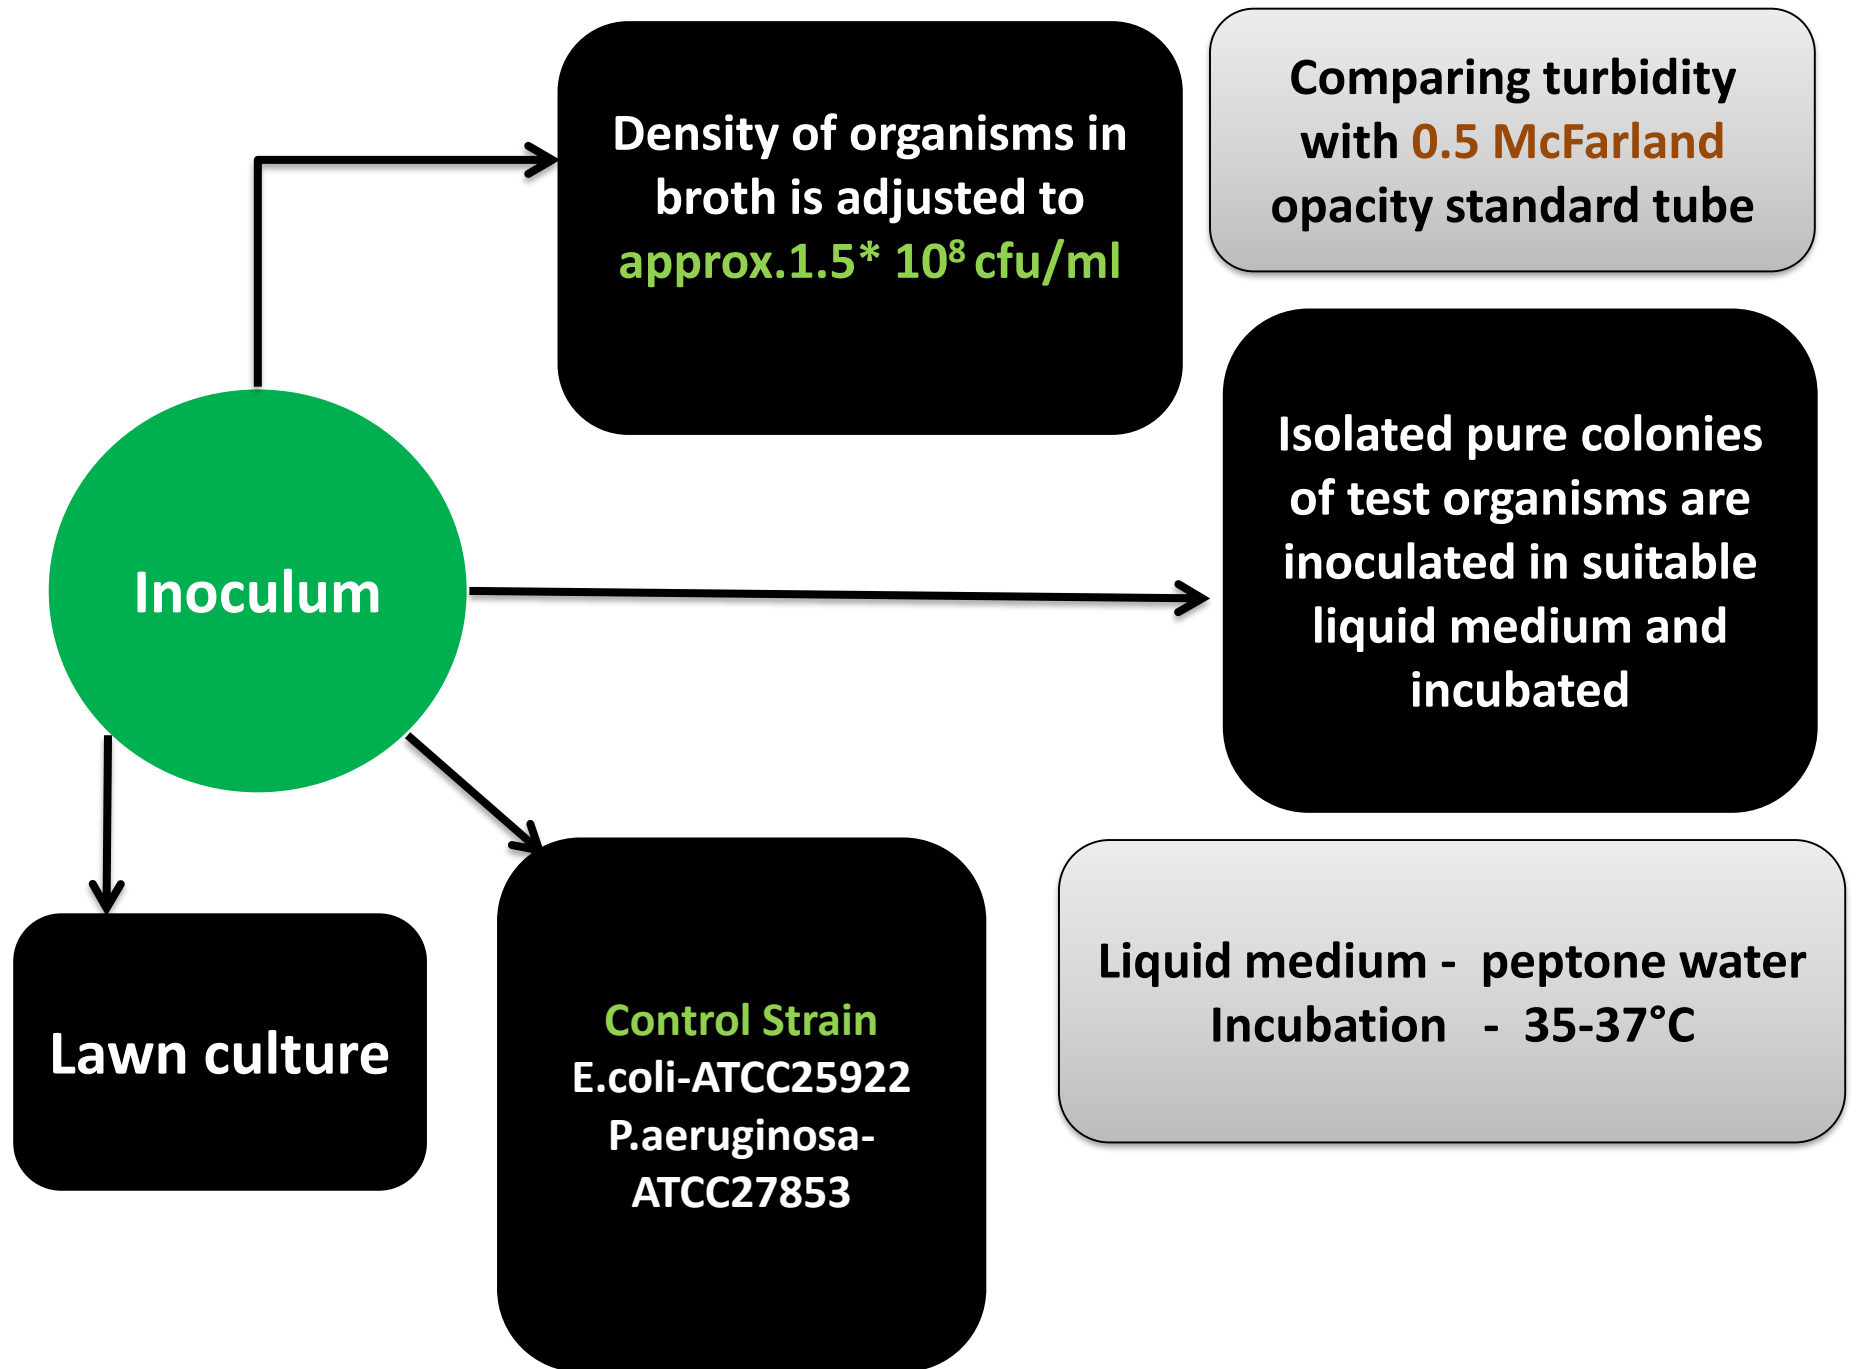 Density of organisms in
broth is adjusted to
approx.1.5* 10⁸ cfu/ml
Comparing turbidity
with 0.5 McFarland
opacity standard tube
Inoculum
Isolated pure colonies
of test organisms are
inoculated in suitable
liquid medium and
incubated
Lawn culture
Control Strain
E.coli-ATCC25922
P.aeruginosa-
ATCC27853
Liquid medium - peptone water
Incubation - 35-37°C